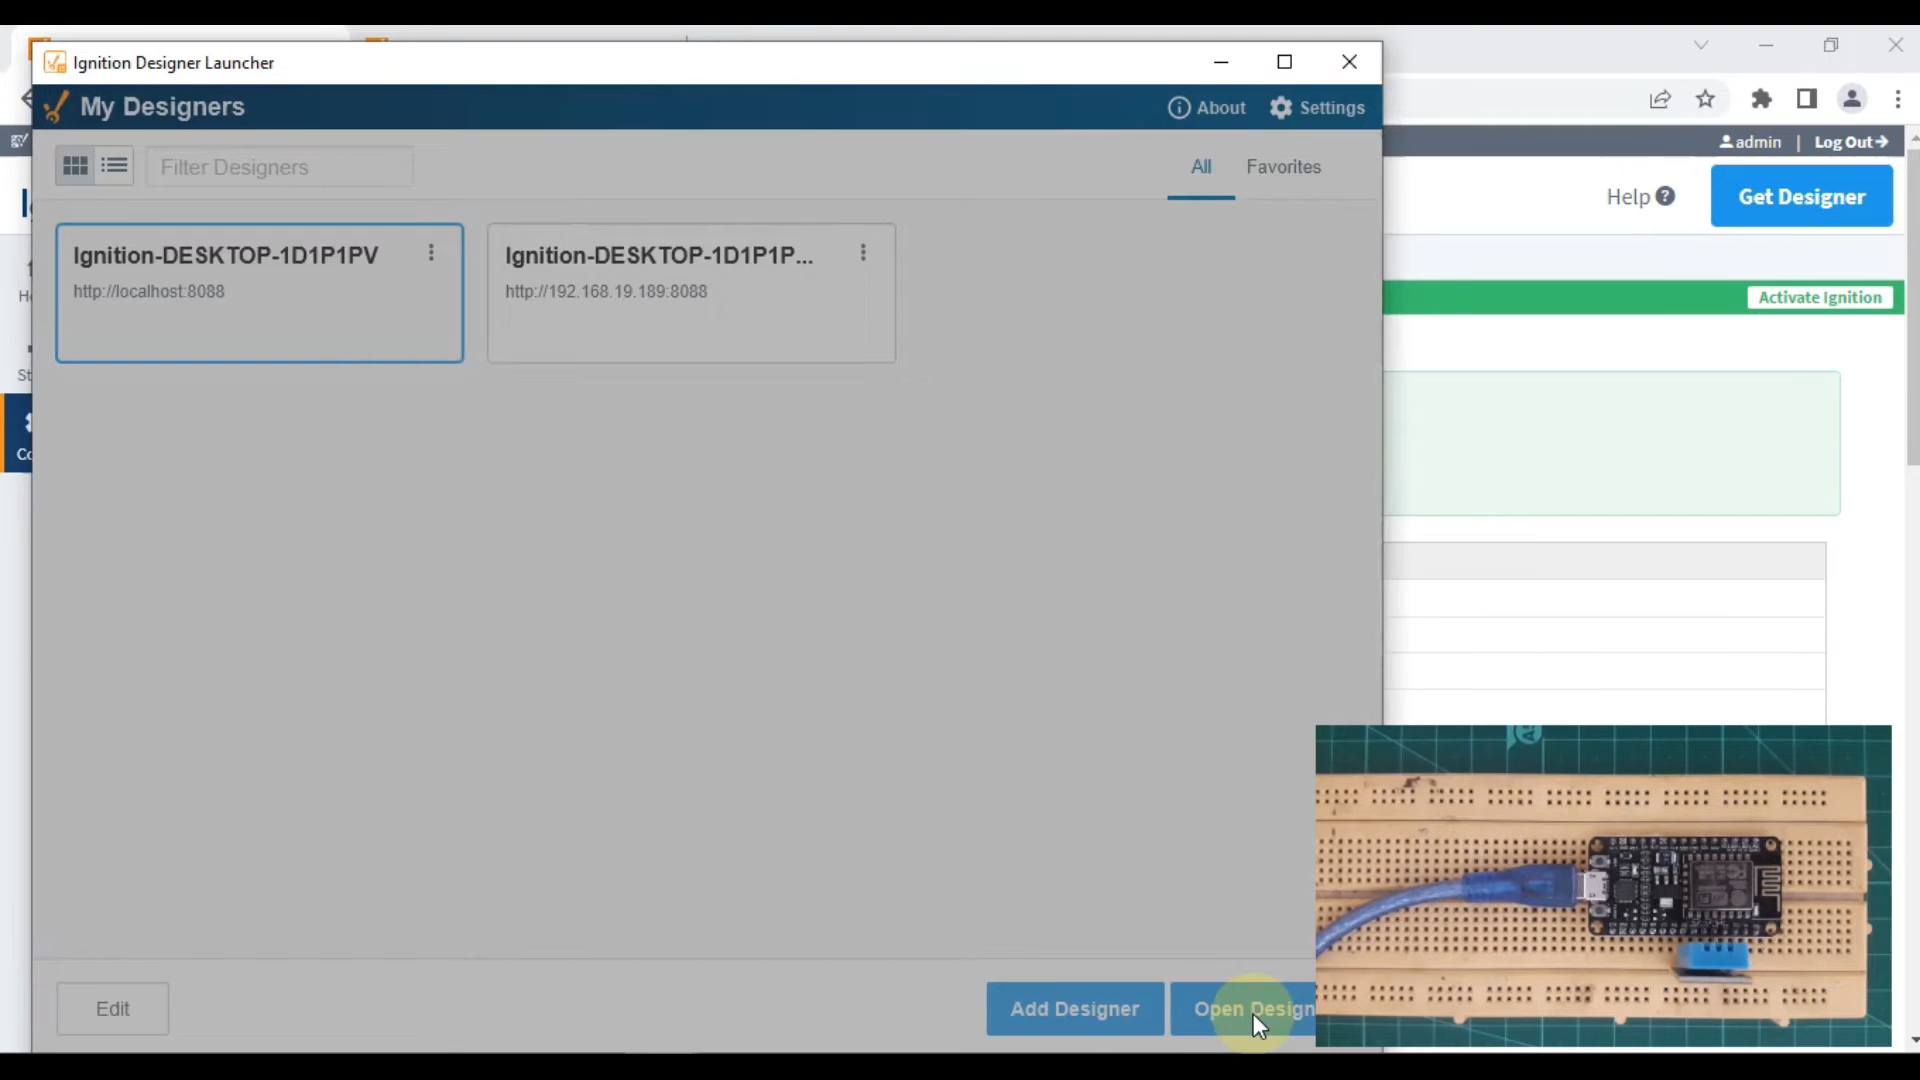 Ignition Designer Launcher
My Designers
About
Settings
admin | Log Out
Filter Designers
All
Favorites
Help
Get Designer
Ignition-DESKTOP-1D1P1PV
http://localhost:8088
Ignition-DESKTOP-1D1P1P...
http://192.168.19.189:8088
Activate Ignition
Edit
Add Designer
Open Design